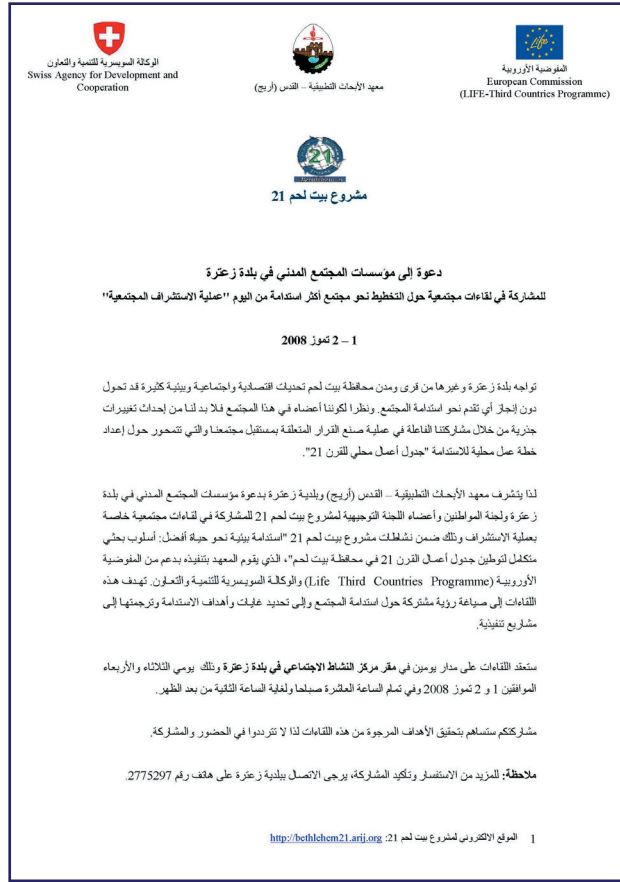 الوكالة السويسرية للتنمية والتعاون
Swiss Agency for Development and
Cooperation
معهد الأبحاث التطبيقية – القدس (أريج)
Life
المفوضية الأوروبية
European Commission
(LIFE-Third Countries Programme)
21
مشروع بيت لحم 21
دعوة إلى مؤسسات المجتمع المدني في بلدة زعترة
للمشاركة في لقاءات مجتمعية حول التخطيط نحو مجتمع أكثر استدامة من اليوم "عملية الاستشراف المجتمعية"
1 – 2 تموز 2008
تواجه بلدة زعترة وغيرها من قرى ومدن محافظة بيت لحم تحديات اقتصادية واجتماعية وبيئية كثيرة قد تحول
دون إنجاز أي تقدم نحو استدامة المجتمع. ونظرا لكوننا أعضاء في هذا المجتمع فلا بد لنا من إحداث تغييرات
جذرية من خلال مشاركتنا الفاعلة في عملية صنع القرار المتعلقة بمستقبل مجتمعنا والتي تتمحور حول إعداد
خطة عمل محلية للاستدامة "جدول أعمال محلي للقرن 21".
لذا يتشرف معهد الأبحاث التطبيقية – القدس (أريج) وبلدية زعترة بدعوة مؤسسات المجتمع المدني في بلدة
زعترة ولجنة المواطنين وأعضاء اللجنة التوجيهية لمشروع بيت لحم 21 للمشاركة في لقاءات مجتمعية خاصة
بعملية الاستشراف وذلك ضمن نشاطات مشروع بيت لحم 21 "استدامة بيئية نحو حياة أفضل: أسلوب بحثي
متكامل لتوطين جدول أعمال القرن 21 في محافظة بيت لحم"، الذي يقوم المعهد بتنفيذه بدعم من المفوضية
الأوروبية (Life Third Countries Programme) والوكالة السويسرية للتنمية والتعاون. تهدف هذه
اللقاءات إلى صياغة رؤية مشتركة حول استدامة المجتمع وإلى تحديد غايات وأهداف الاستدامة وترجمتها إلى
مشاريع تنفيذية.
ستعقد اللقاءات على مدار يومين في مقر مركز النشاط الاجتماعي في بلدة زعترة وذلك يومي الثلاثاء والأربعاء
الموافقين 1 و 2 تموز 2008 وفي تمام الساعة العاشرة صباحا ولغاية الساعة الثانية من بعد الظهر.
مشاركتكم ستساهم بتحقيق الأهداف المرجوة من هذه اللقاءات لذا لا تترددوا في الحضور والمشاركة.
ملاحظة: للمزيد من الاستفسار وتأكيد المشاركة، يرجى الاتصال ببلدية زعترة على هاتف رقم 2775297.
1 الموقع الالكتروني لمشروع بيت لحم 21: http://bethlehem21.arij.org